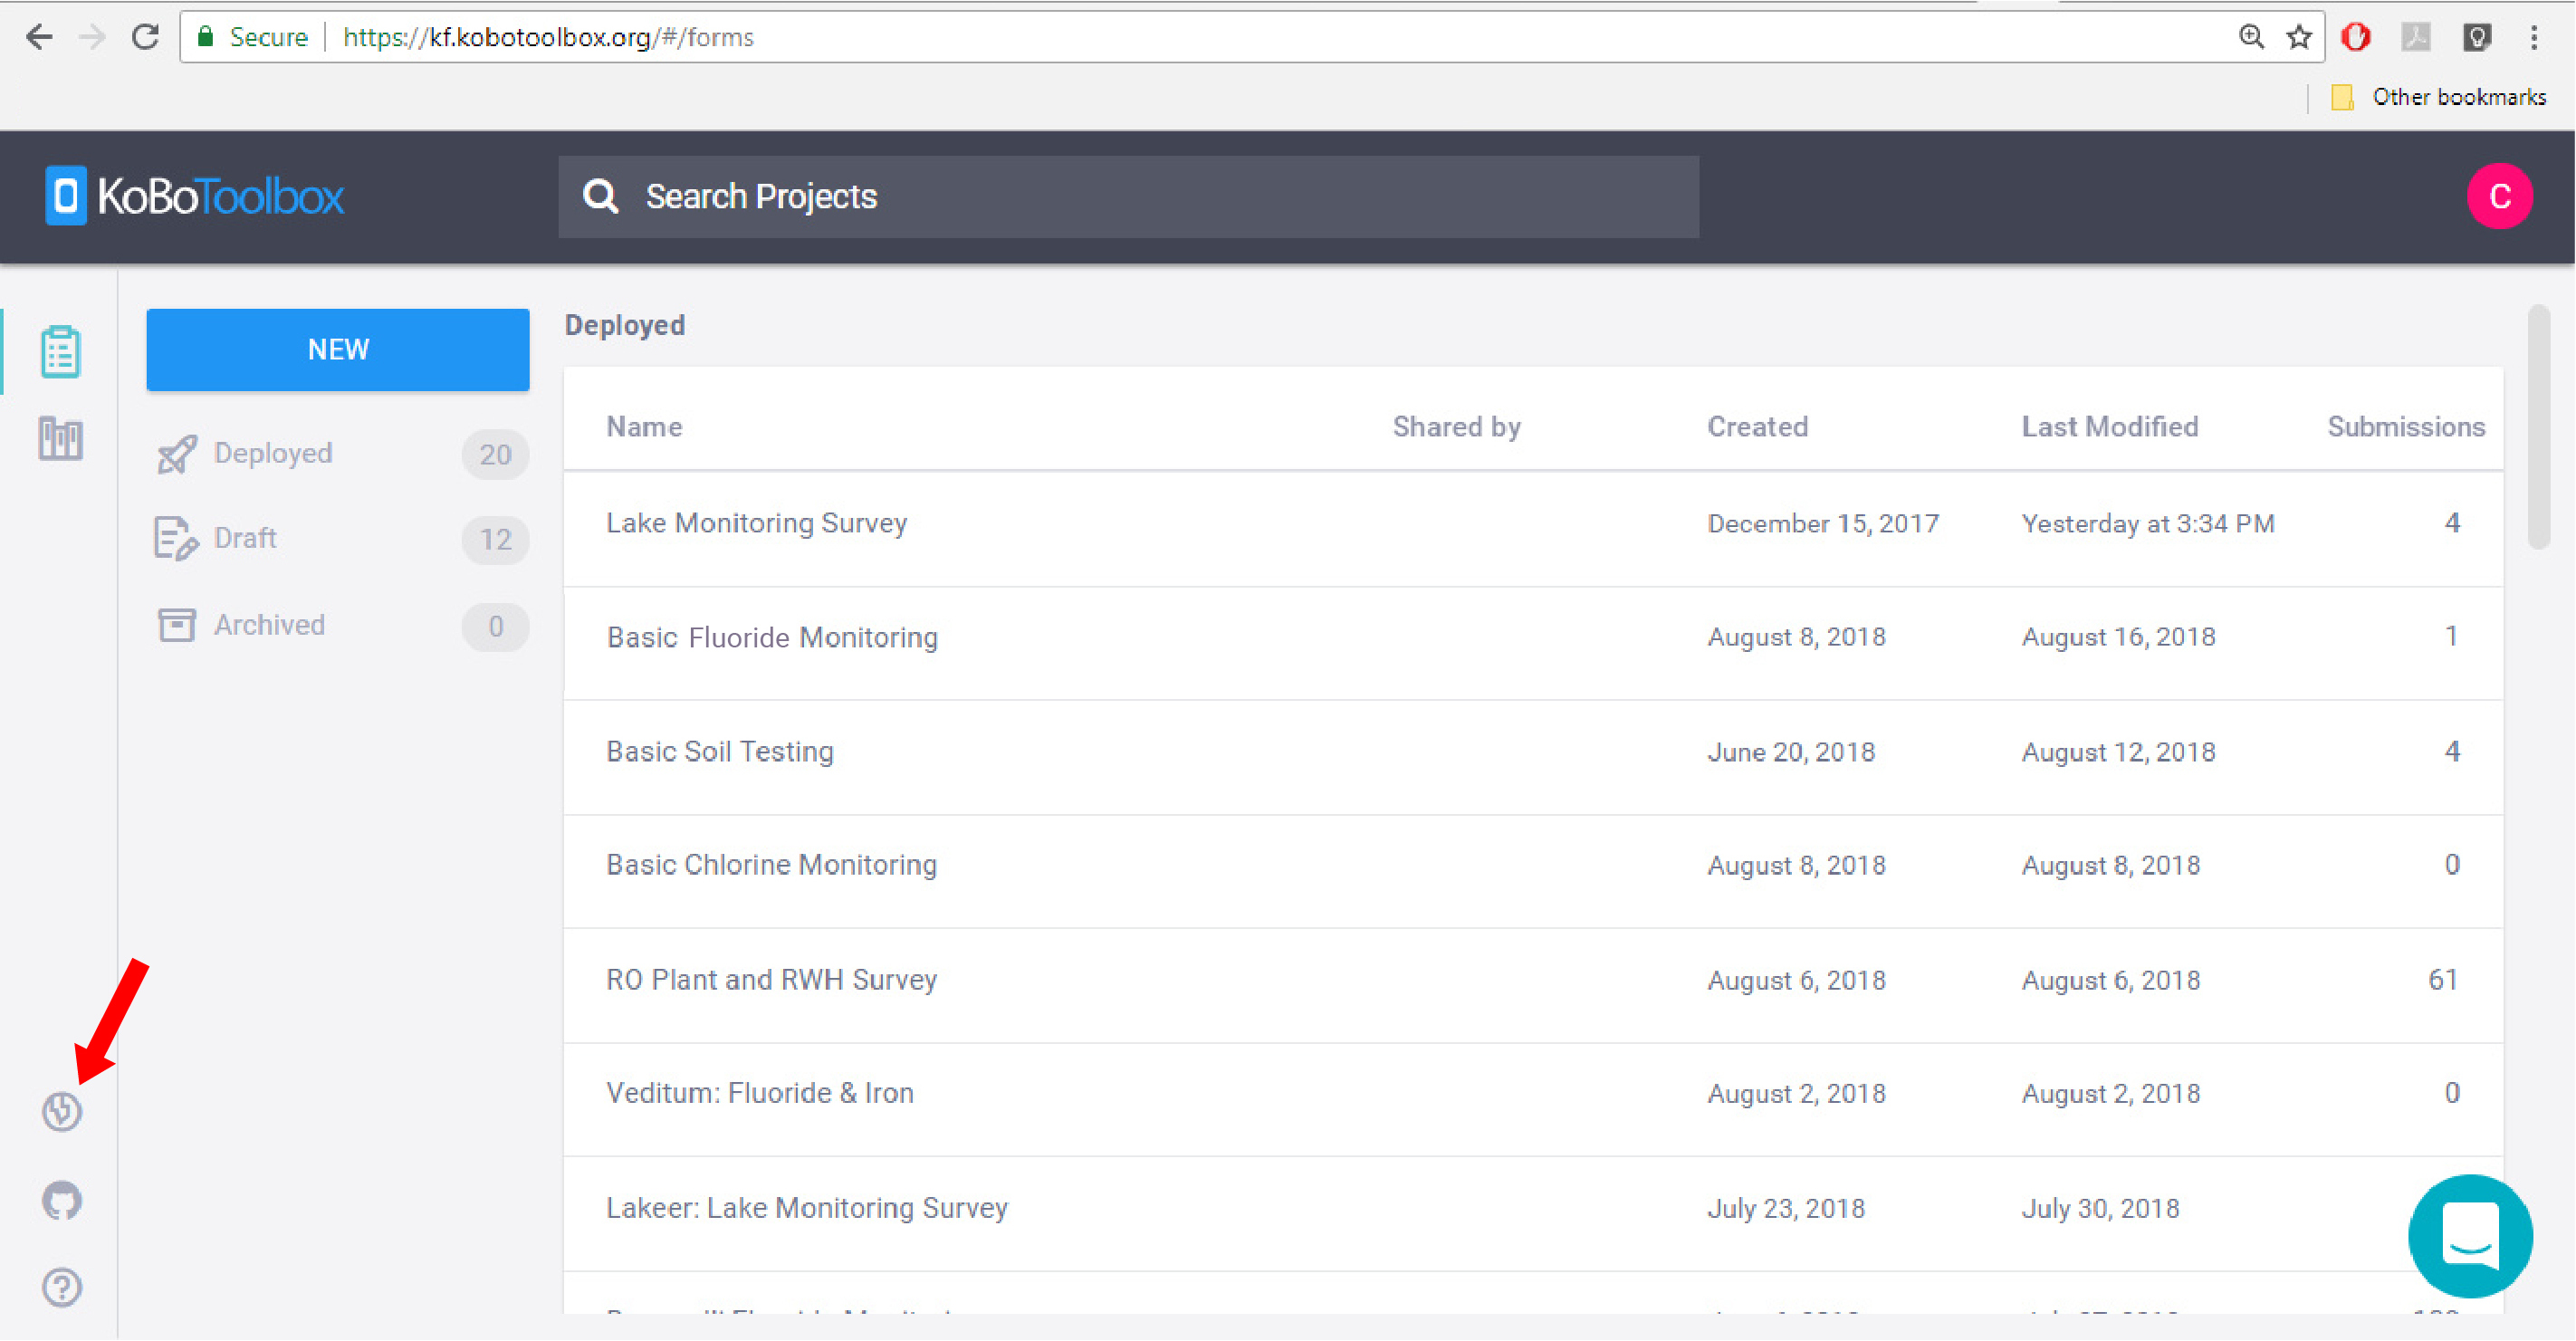 Secure https://kf.kobotoolbox.org/#/forms
Other bookmarks
KoBoToolbox
Search Projects
C
NEW
Deployed 20
Draft 12
Archived 0
Deployed
Name Shared by Created Last Modified Submissions
Lake Monitoring Survey December 15, 2017 Yesterday at 3:34 PM 4
Basic Fluoride Monitoring August 8, 2018 August 16, 2018 1
Basic Soil Testing June 20, 2018 August 12, 2018 4
Basic Chlorine Monitoring August 8, 2018 August 8, 2018 0
RO Plant and RWH Survey August 6, 2018 August 6, 2018 61
Veditum: Fluoride & Iron August 2, 2018 August 2, 2018 0
Lakeer: Lake Monitoring Survey July 23, 2018 July 30, 2018